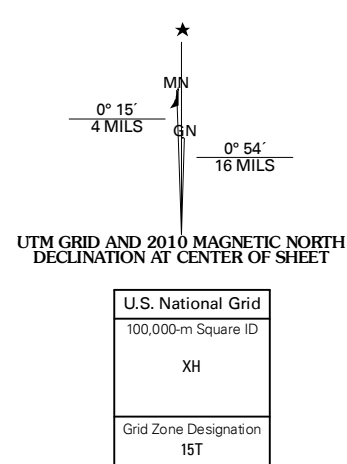 MN
0° 15´
4 MILS
GN
0° 54´
16 MILS
UTM GRID AND 2010 MAGNETIC NORTH
DECLINATION AT CENTER OF SHEET
U.S. National Grid
100,000-m Square ID
XH
Grid Zone Designation
15T